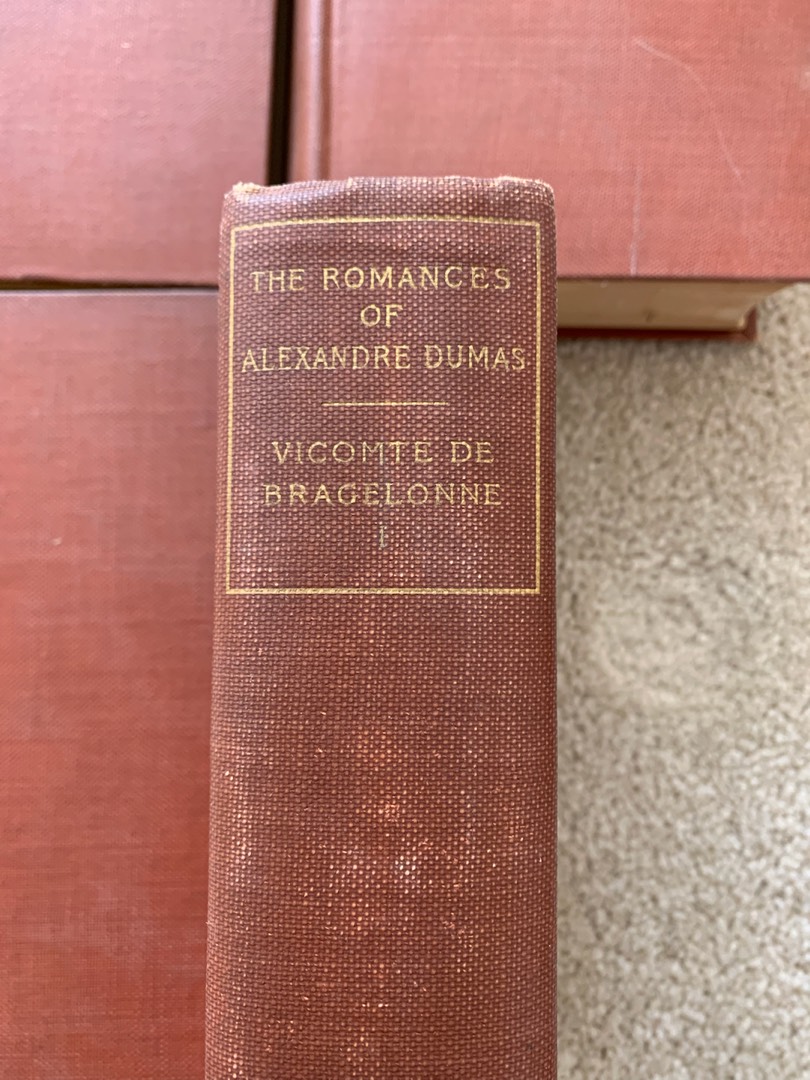 THE ROMANCES
OF
ALEXANDRE DUMAS
VICOMTE DE
BRAGELONNE
I